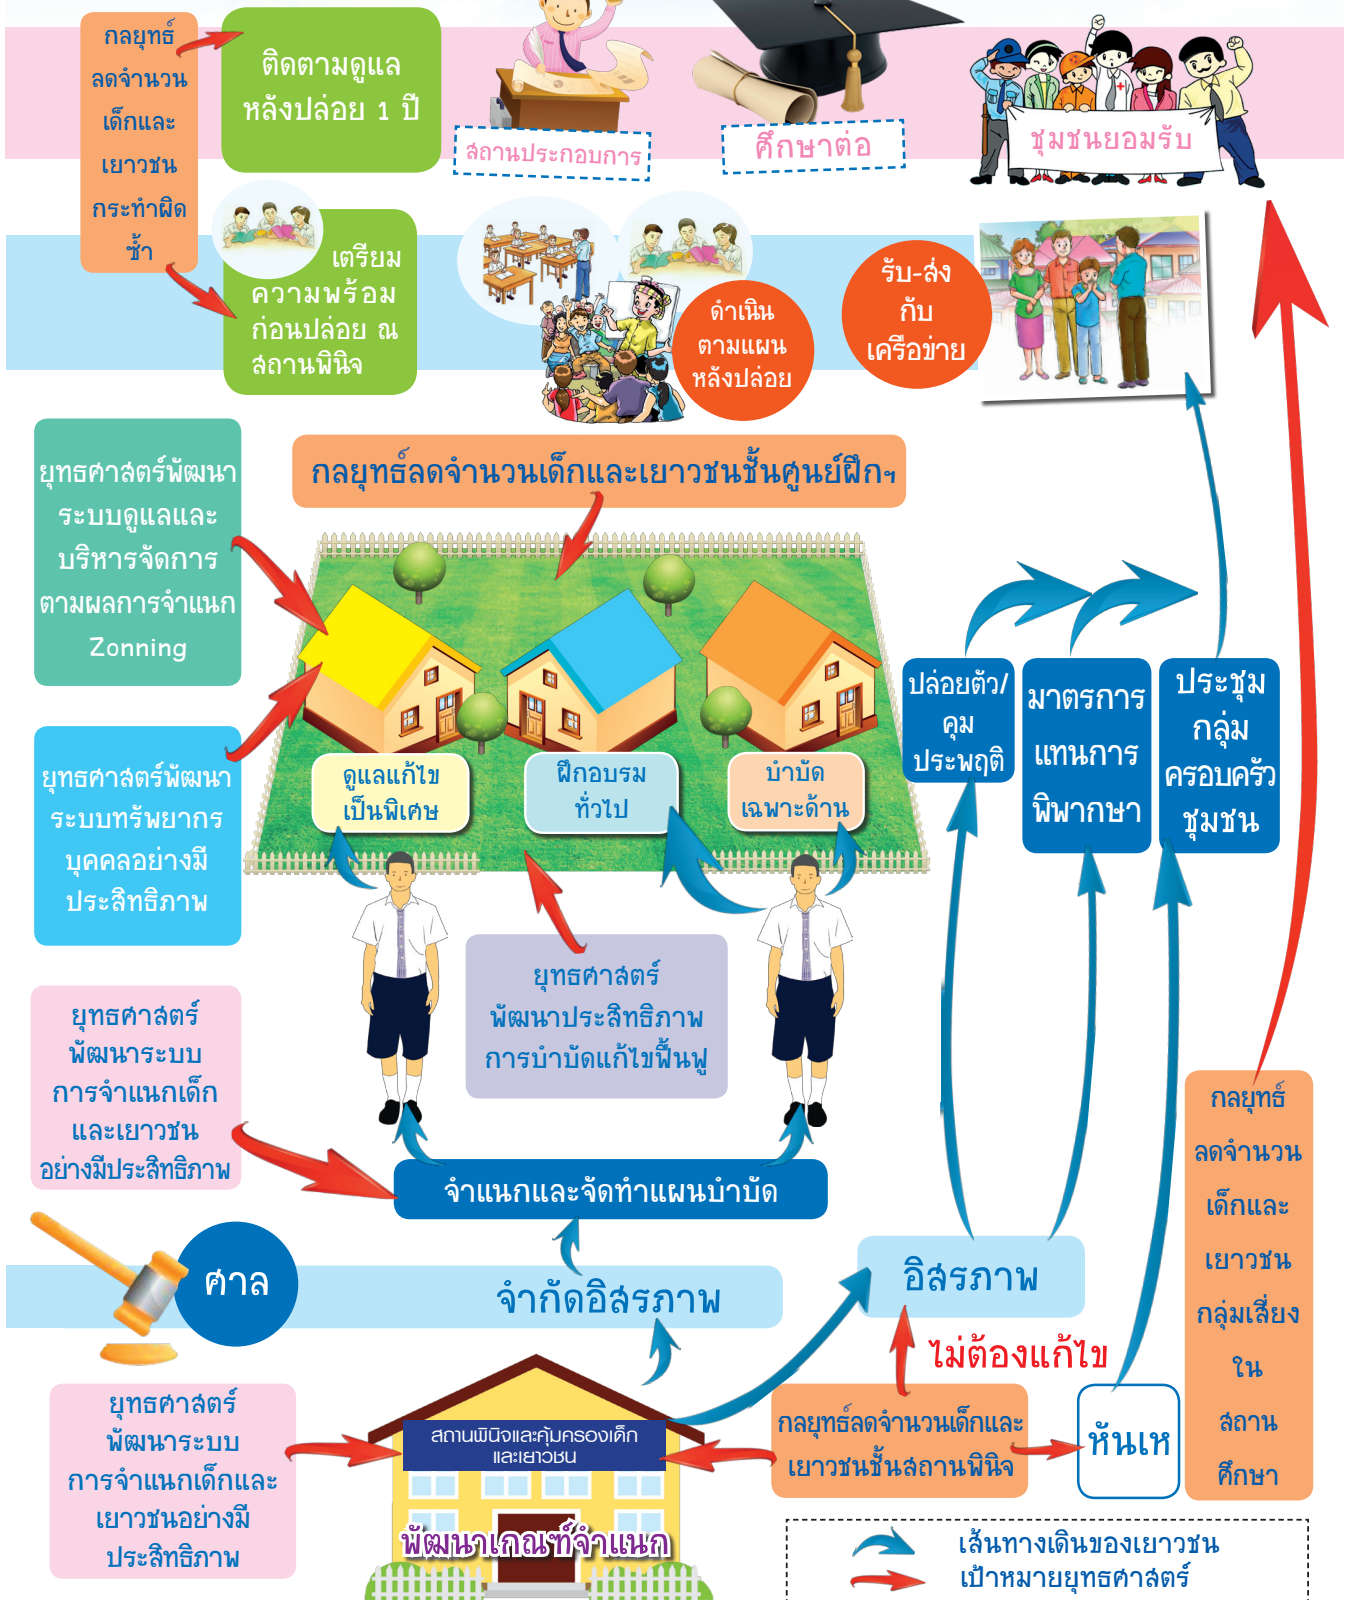 กลยุทธ์
ลดจำนวน
เด็กและ
เยาวชน
กระทำผิด
ซ้ำ
ติดตามดูแล
หลังปล่อย 1 ปี
สถานประกอบการ
ศึกษาต่อ
ชุมชนยอมรับ
เตรียม
ความพร้อม
ก่อนปล่อย ณ
สถานพินิจ
ดำเนิน
ตามแผน
หลังปล่อย
รับ-ส่ง
กับ
เครือข่าย
ยุทธศาสตร์พัฒนา
ระบบดูแลและ
บริหารจัดการ
ตามผลการจำแนก
Zonning
กลยุทธ์ลดจำนวนเด็กและเยาวชนชั้นศูนย์ฝึกฯ
ยุทธศาสตร์พัฒนา
ระบบทรัพยากร
บุคคลอย่างมี
ประสิทธิภาพ
ดูแลแก้ไข
เป็นพิเศษ
ฝึกอบรม
ทั่วไป
บำบัด
เฉพาะด้าน
ปล่อยตัว/
คุม
ประพฤติ
มาตรการ
แทนการ
พิพากษา
ประชุม
กลุ่ม
ครอบครัว
ชุมชน
ยุทธศาสตร์
พัฒนาประสิทธิภาพ
การบำบัดแก้ไขฟื้นฟู
ยุทธศาสตร์
พัฒนาระบบ
การจำแนกเด็ก
และเยาวชน
อย่างมีประสิทธิภาพ
จำแนกและจัดทำแผนบำบัด
กลยุทธ์
ลดจำนวน
เด็กและ
เยาวชน
กลุ่มเสี่ยง
ใน
สถาน
ศึกษา
ศาล
จำกัดอิสรภาพ
อิสรภาพ
ไม่ต้องแก้ไข
ยุทธศาสตร์
พัฒนาระบบ
การจำแนกเด็กและ
เยาวชนอย่างมี
ประสิทธิภาพ
สถานพินิจและคุ้มครองเด็ก
และเยาวชน
พัฒนาเกณฑ์จำแนก
กลยุทธ์ลดจำนวนเด็กและ
เยาวชนชั้นสถานพินิจ
หันเห
เส้นทางเดินของเยาวชน
เป้าหมายยุทธศาสตร์